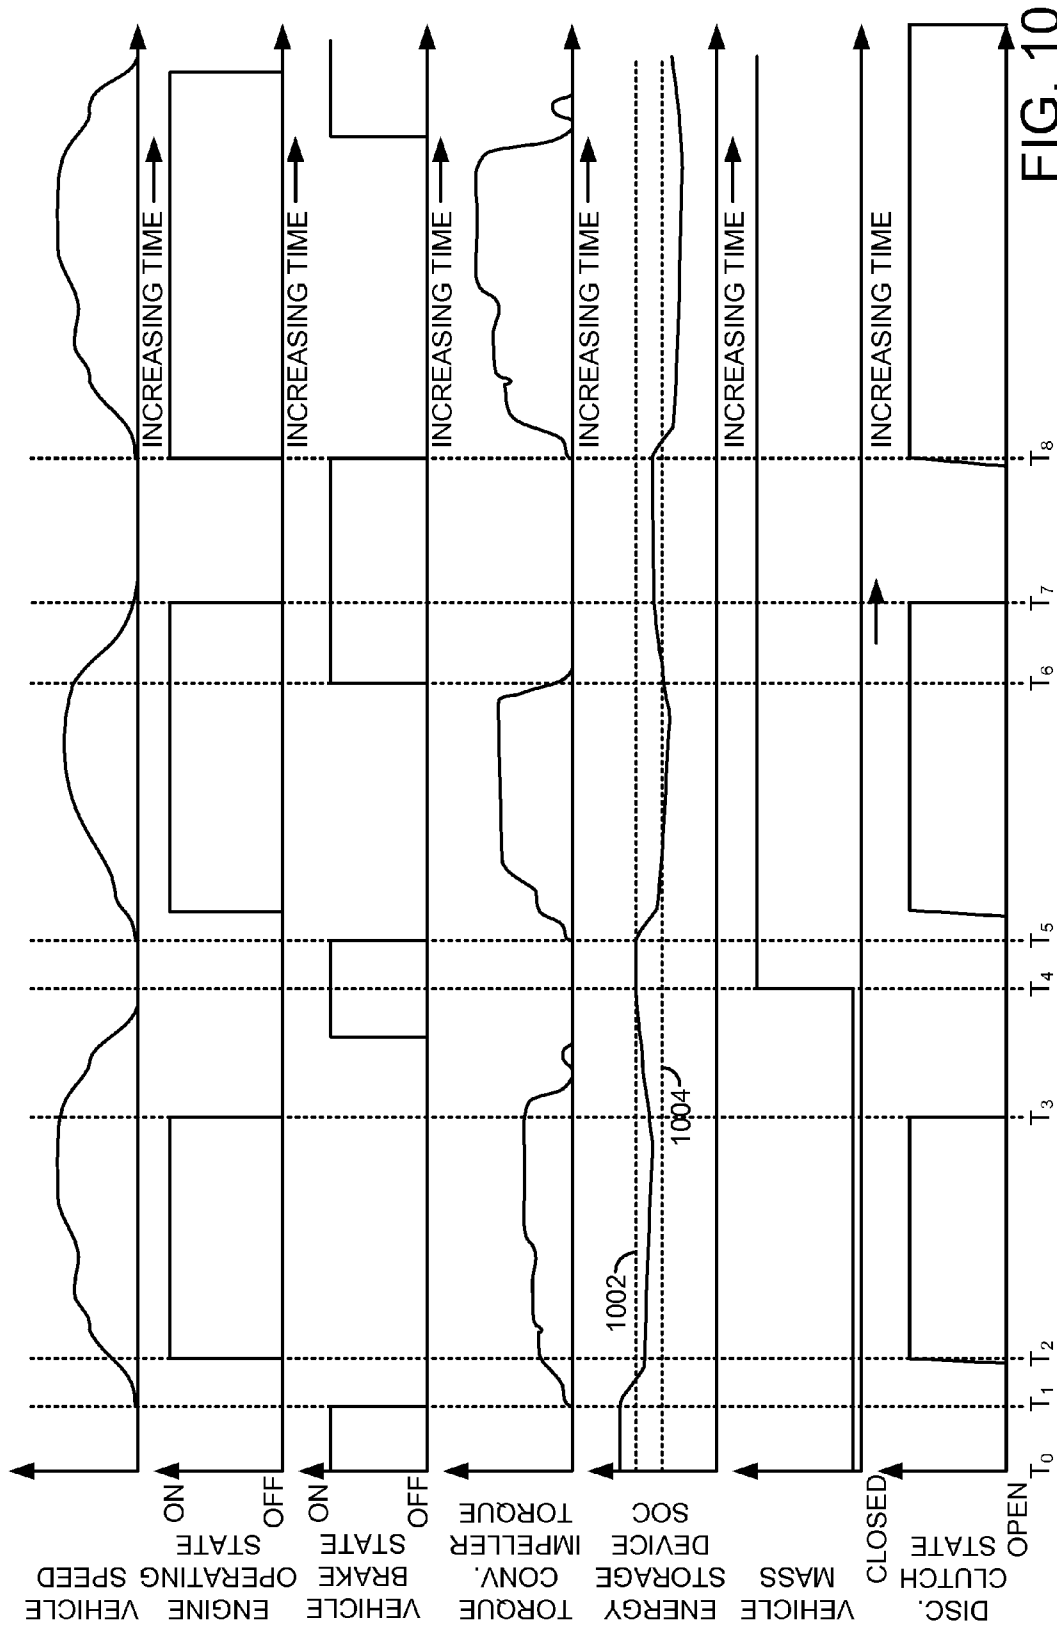 VEHICLE SPEED
ENGINE
OPERATING
STATE
ON
OFF
INCREASING TIME
VEHICLE
BRAKE
STATE
ON
OFF
INCREASING TIME
TORQUE
CONV.
IMPELLER
TORQUE
INCREASING TIME
ENERGY
STORAGE
DEVICE
SOC
1002
1004
INCREASING TIME
VEHICLE
MASS
INCREASING TIME
DISC.
CLUTCH
STATE
CLOSED
OPEN
INCREASING TIME
T0 T1 T2 T3 T4 T5 T6 T7 T8
FIG. 10